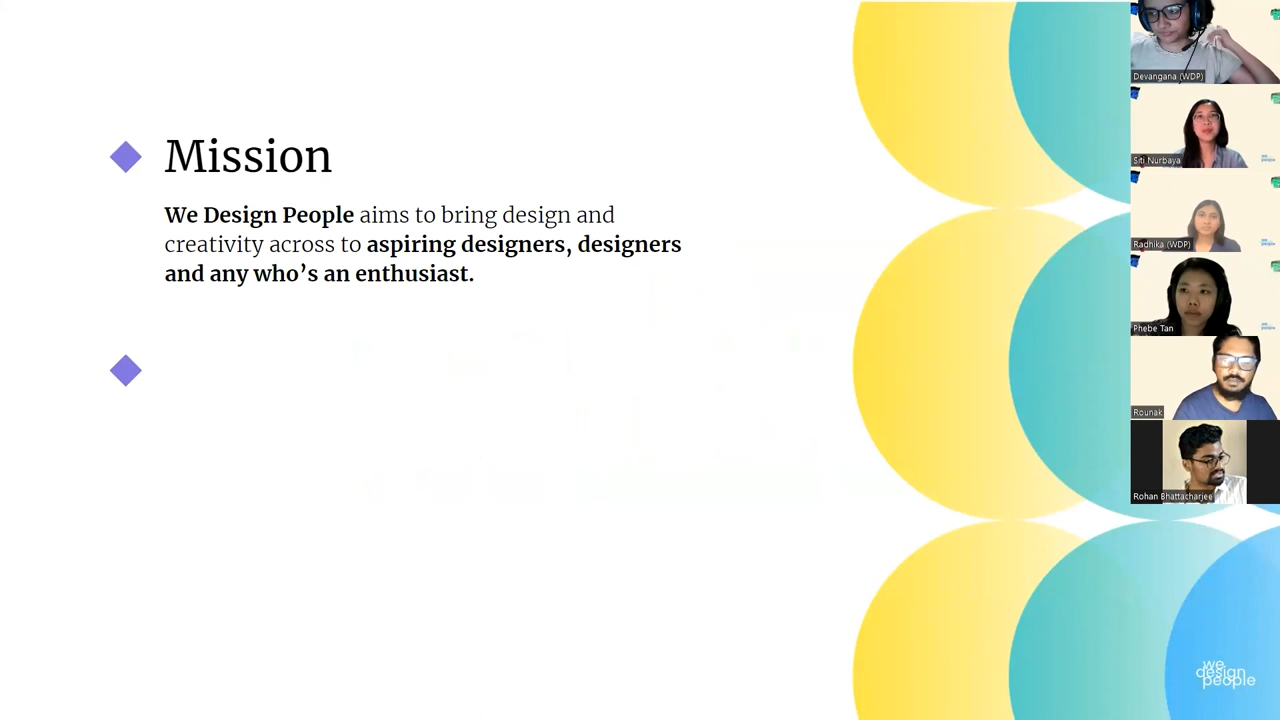 Mission
We Design People aims to bring design and
creativity across to aspiring designers, designers
and any who's an enthusiast.
Devangana (WDP)
Siti Nurbaya
Radhika (WDP)
Phebe Tan
Rounak
Rohan Bhattacharjee
we
design
people